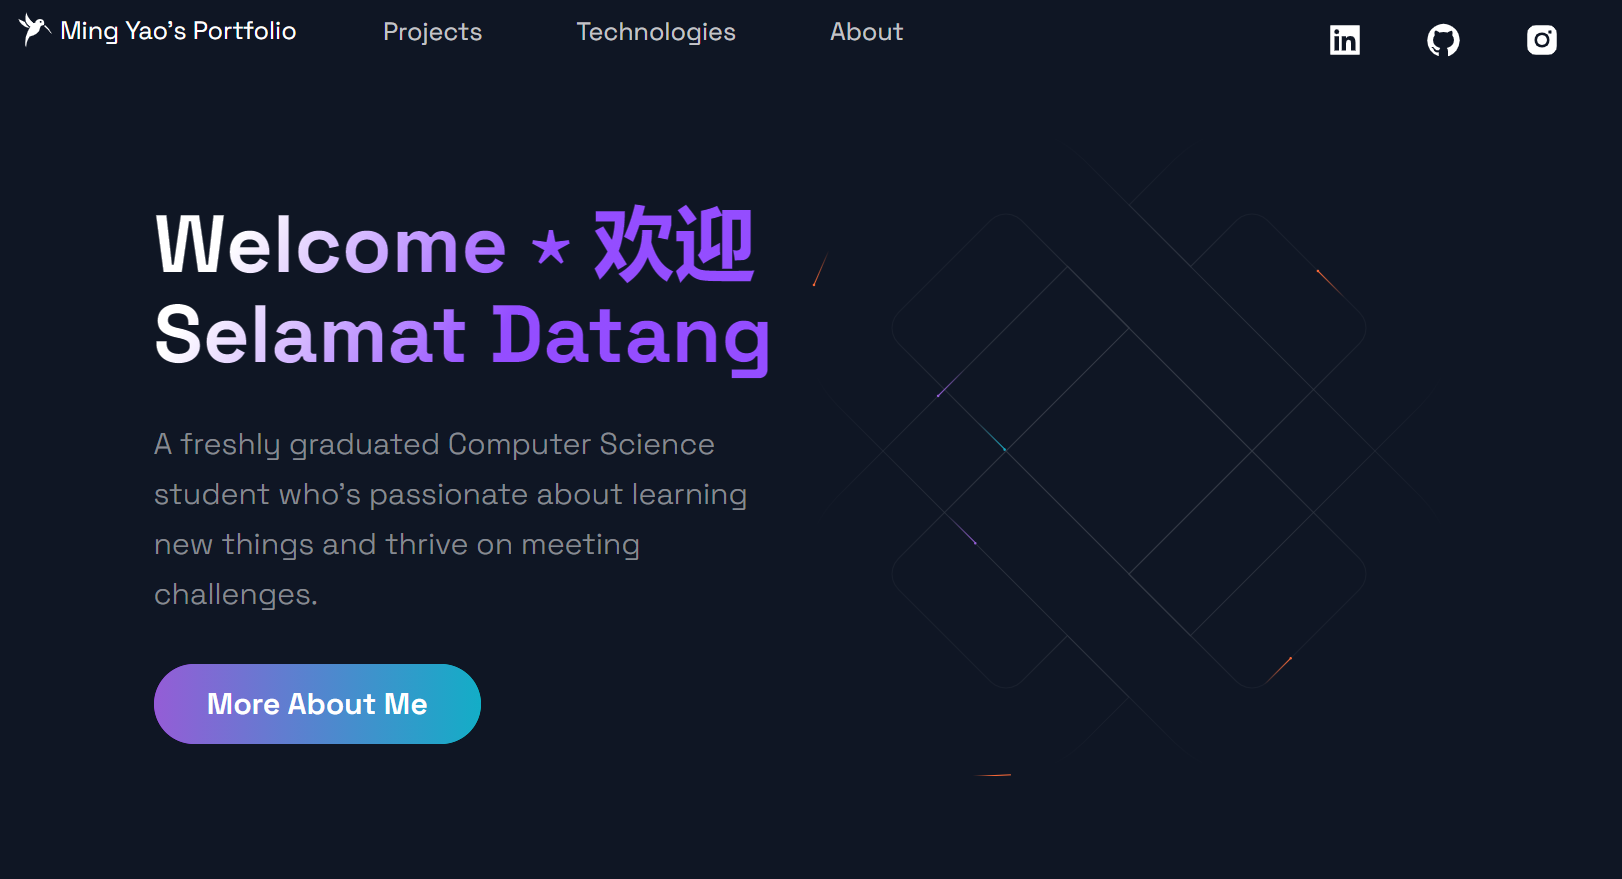 Ming Yao's Portfolio
Projects
Technologies
About
in
Welcome ⋆ 欢迎
Selamat Datang
A freshly graduated Computer Science
student who's passionate about learning
new things and thrive on meeting
challenges.
More About Me